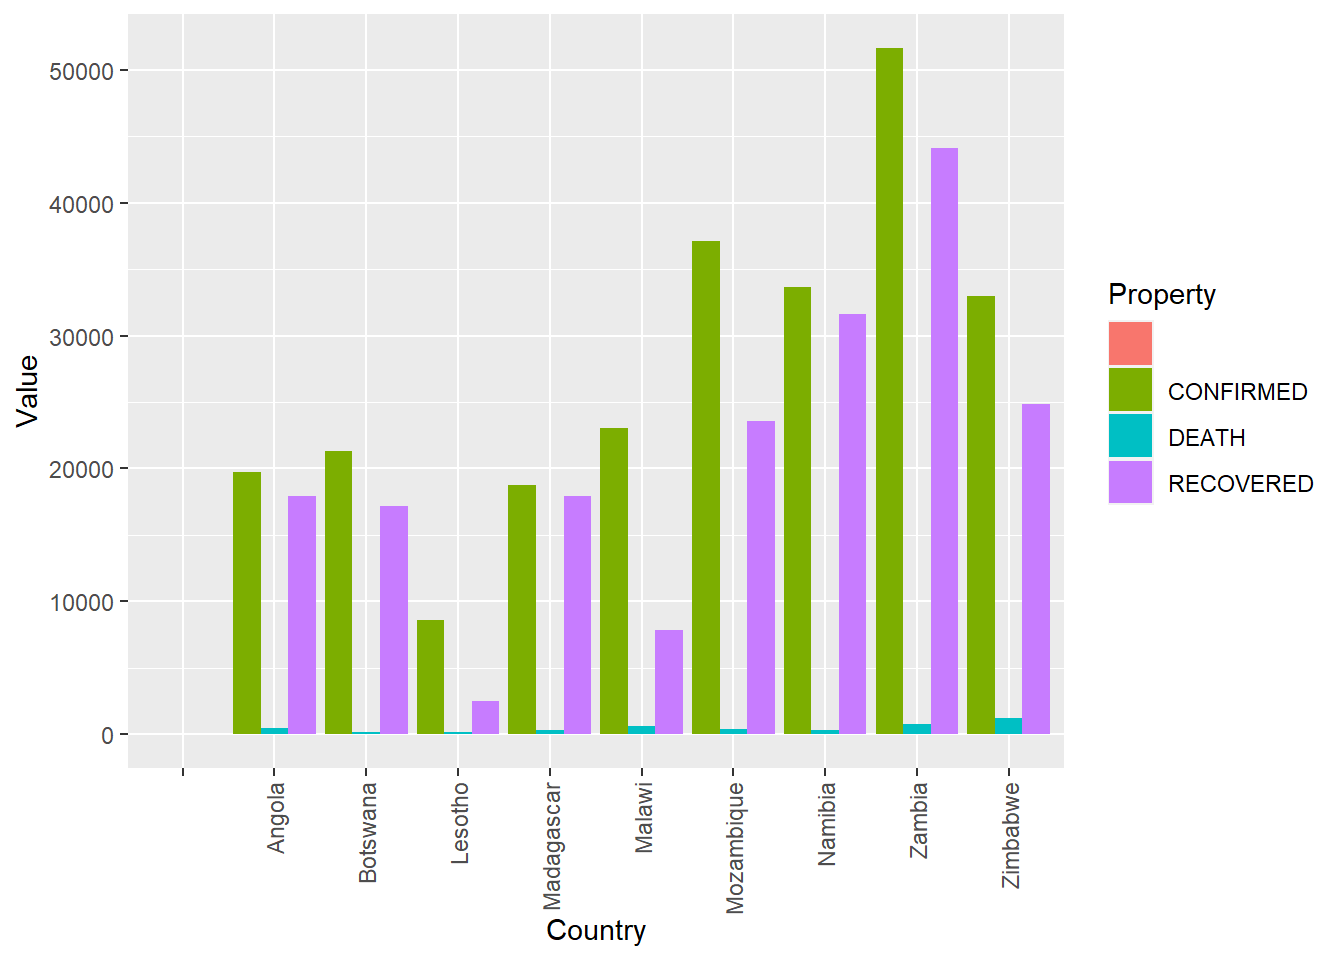 50000
40000
30000
20000
10000
0
Value
Angola
Botswana
Lesotho
Madagascar
Malawi
Mozambique
Namibia
Zambia
Zimbabwe
Country
Property
CONFIRMED
DEATH
RECOVERED